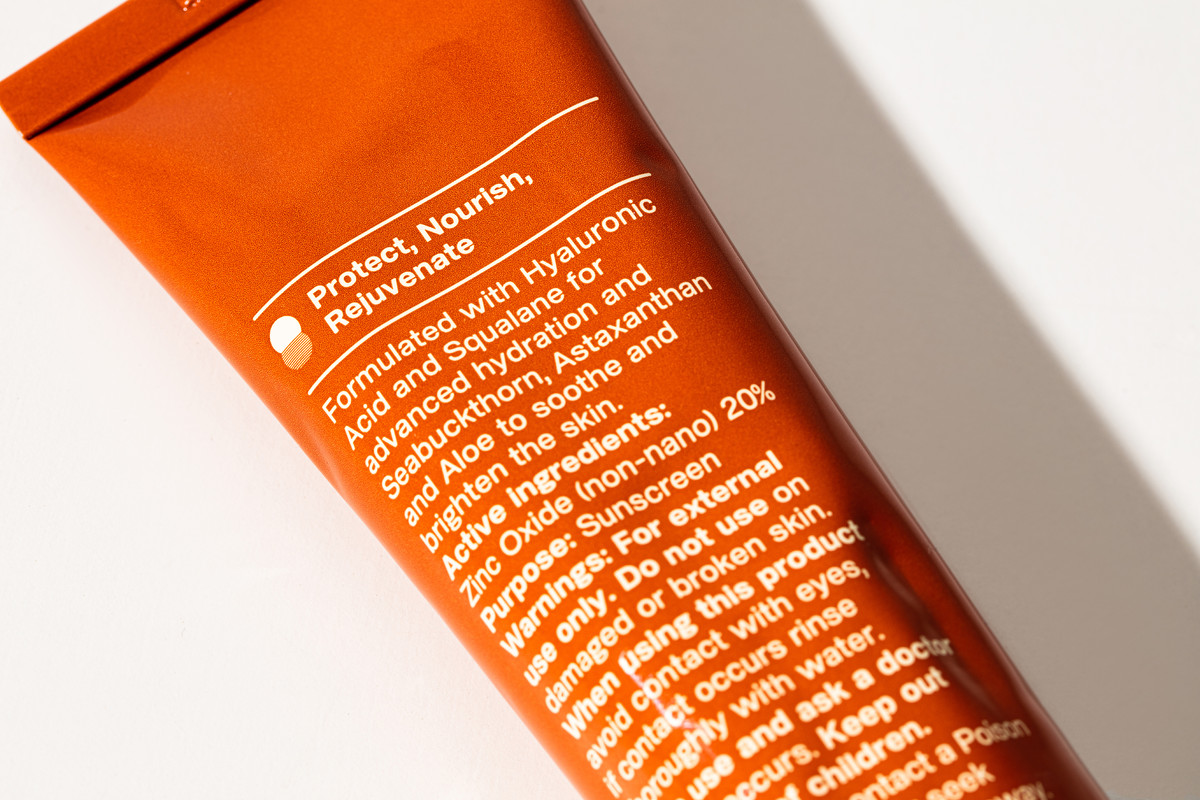 Protect, Nourish,
Rejuvenate
Formulated with Hyaluronic
Acid and Squalane for
advanced hydration and
Seabuckthorn, Astaxanthan
and Aloe to soothe and
brighten the skin.
Active ingredients:
Zinc Oxide (non-nano) 20%
Purpose: Sunscreen
Warnings: For external
use only. Do not use on
damaged or broken skin.
When using this product
avoid contact with eyes,
if contact occurs rinse
thoroughly with water.
use and ask a doctor
occurs. Keep out
of children.
contact a Poison
seek